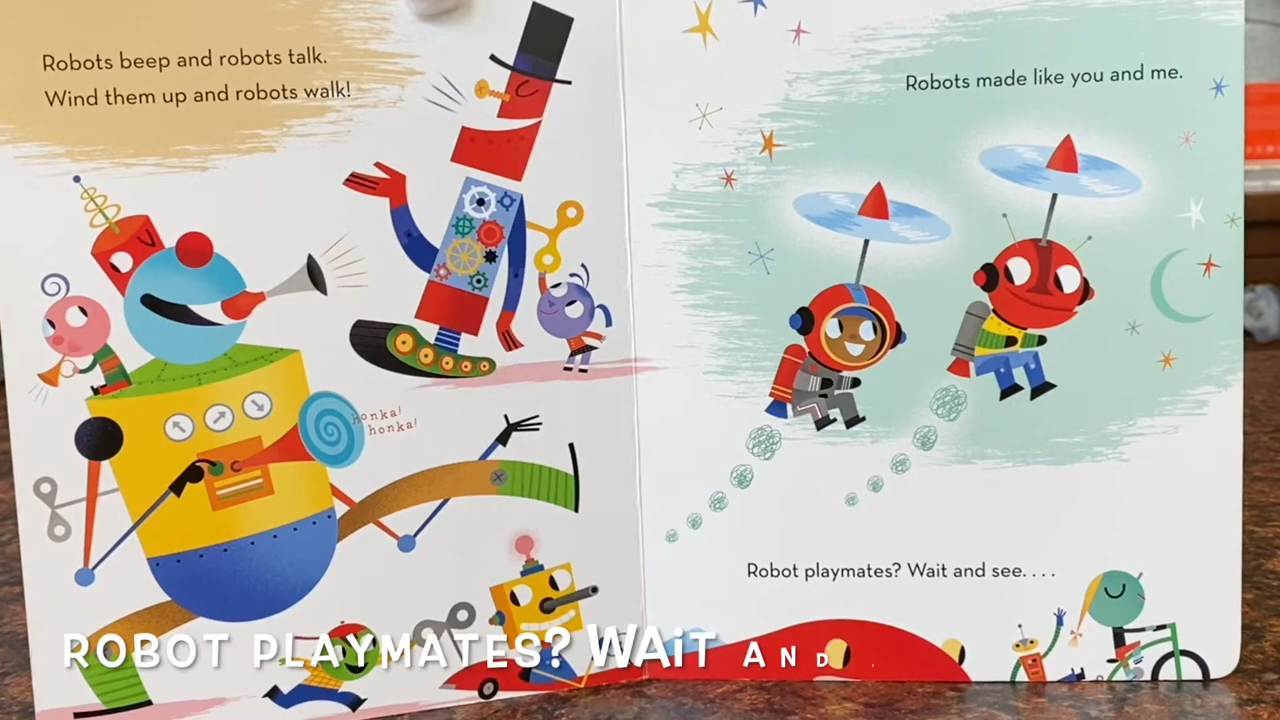 Robots beep and robots talk.
Wind them up and robots walk!
honka!
honka!
Robots made like you and me.
Robot playmates? Wait and see....
ROBOT PLAYMATES? WAiT AND .